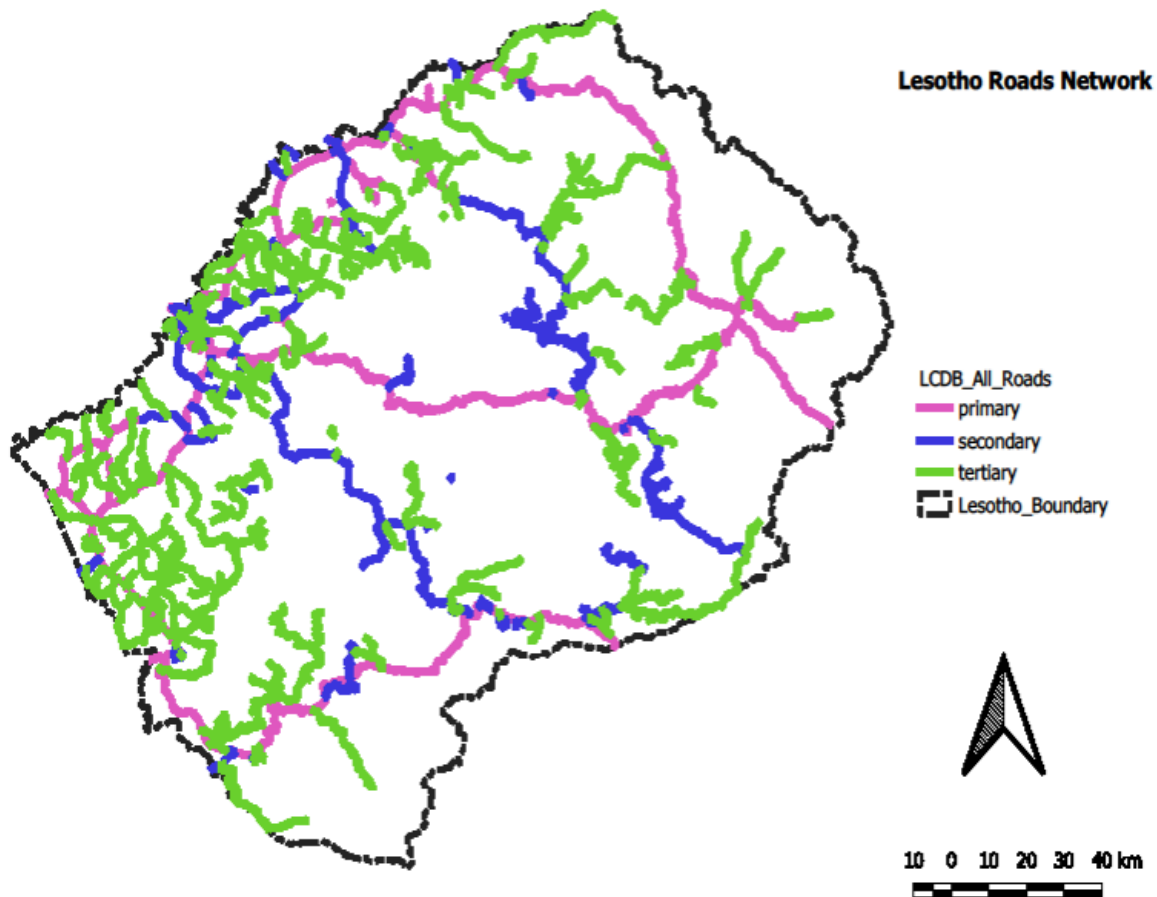 Lesotho Roads Network
LCDB_All_Roads
primary
secondary
tertiary
Lesotho_Boundary
10 0 10 20 30 40 km